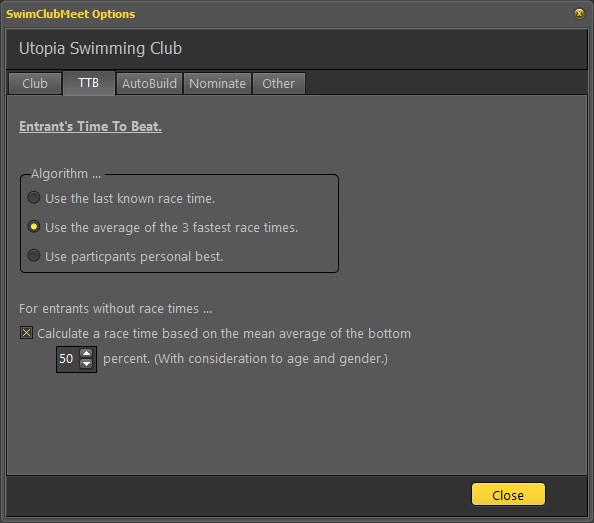 SwimClubMeet Options
Utopia Swimming Club
Club TTB AutoBuild Nominate Other
Entrant's Time To Beat.
Algorithm ...
Use the last known race time.
Use the average of the 3 fastest race times.
Use particpants personal best.
For entrants without race times ...
Calculate a race time based on the mean average of the bottom
50 percent. (With consideration to age and gender.)
Close